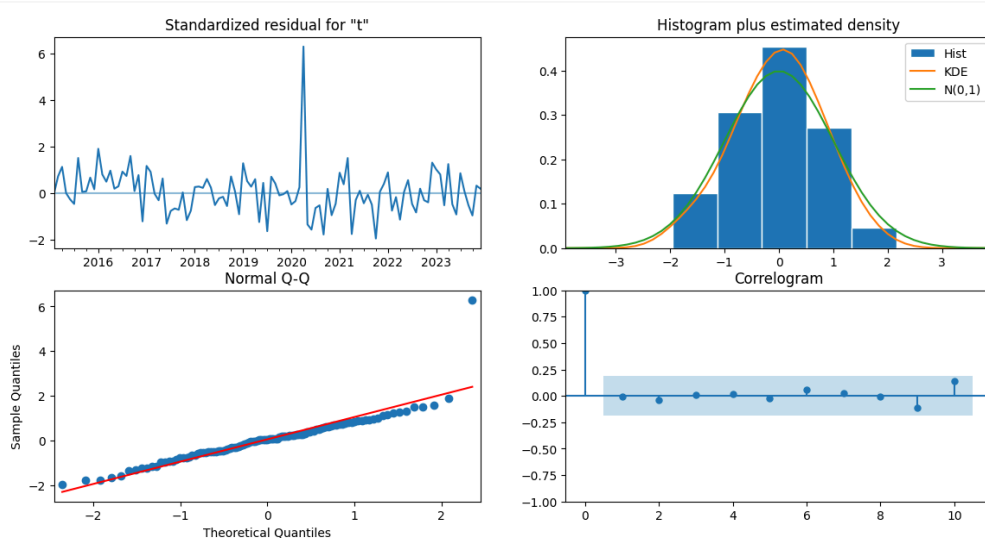 Standardized residual for "t"
6
4
2
0
−2
2016 2017 2018 2019 2020 2021 2022 2023
Histogram plus estimated density
0.4
0.3
0.2
0.1
0.0
Hist
KDE
N(0,1)
−3 −2 −1 0 1 2 3
Normal Q-Q
Sample Quantiles
6
4
2
0
−2
−2 −1 0 1 2
Theoretical Quantiles
Correlogram
1.00
0.75
0.50
0.25
0.00
−0.25
−0.50
−0.75
−1.00
0 2 4 6 8 10